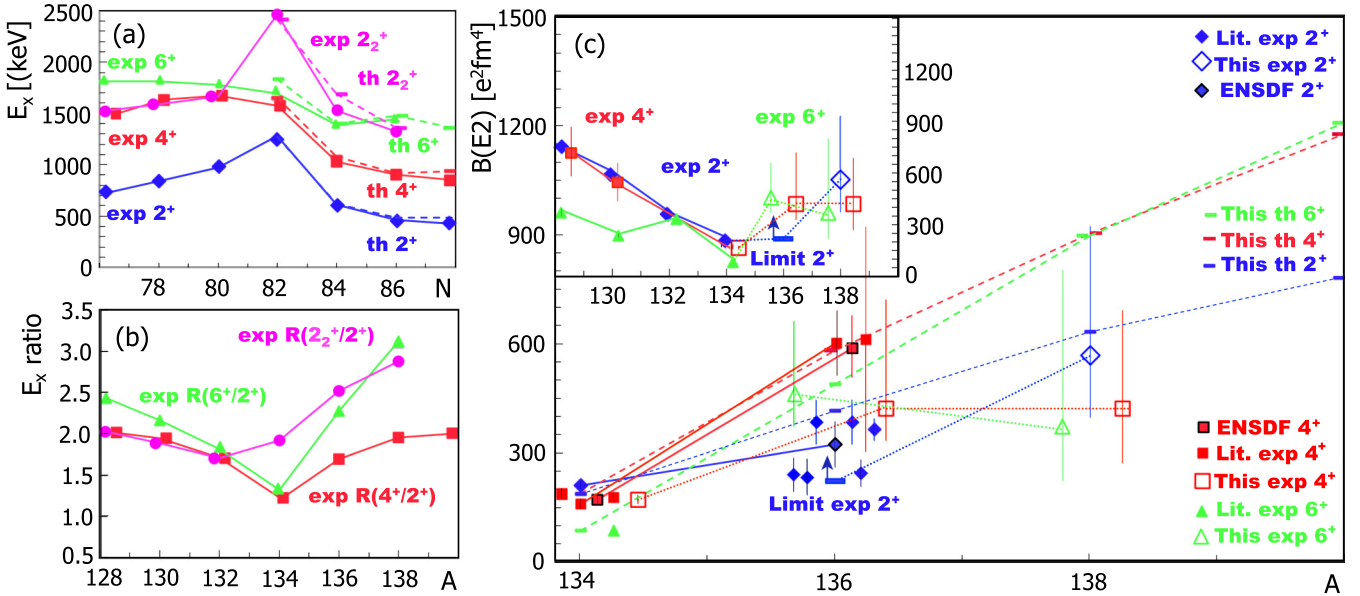 (a)
E_x [(keV]
2500
2000
1500
1000
500
0
78
80
82
84
86
N
exp 6⁺
exp 2₂⁺
th 2₂⁺
exp 4⁺
th 6⁺
th 4⁺
exp 2⁺
th 2⁺
(b)
E_x ratio
3.5
3.0
2.5
2.0
1.5
1.0
0.5
128
130
132
134
136
138
A
exp R(2₂⁺/2⁺)
exp R(6⁺/2⁺)
exp R(4⁺/2⁺)
(c)
B(E2) [e²fm⁴]
1500
1200
900
600
300
0
134
136
138
A
exp 4⁺
exp 6⁺
exp 2⁺
Limit 2⁺
130
132
134
136
138
1200
900
600
300
0
Lit. exp 2⁺
This exp 2⁺
ENSDF 2⁺
This th 6⁺
This th 4⁺
This th 2⁺
Limit exp 2⁺
ENSDF 4⁺
Lit. exp 4⁺
This exp 4⁺
Lit. exp 6⁺
This exp 6⁺